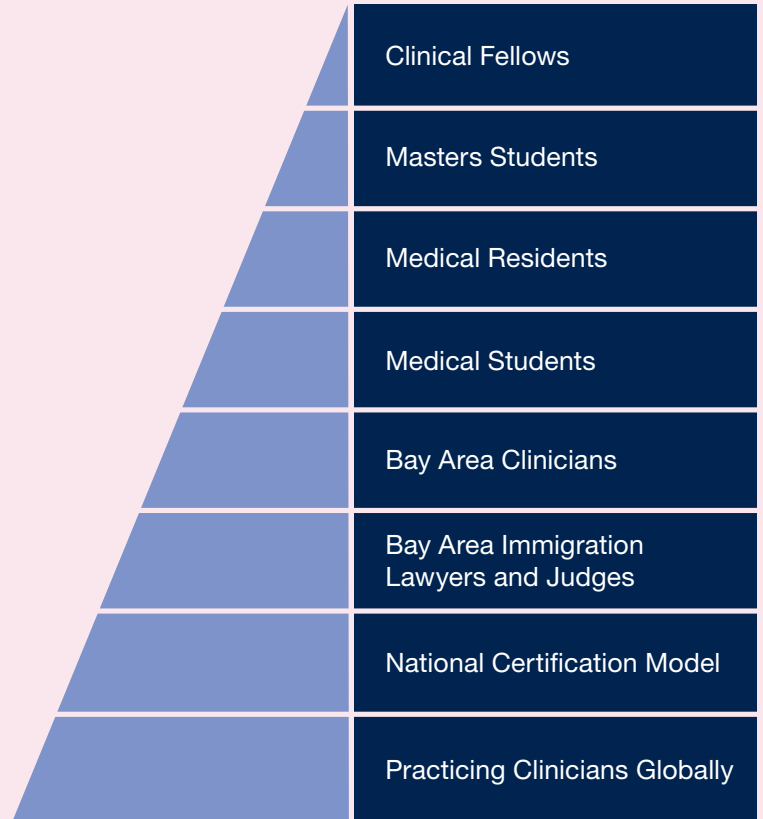 Clinical Fellows
Masters Students
Medical Residents
Medical Students
Bay Area Clinicians
Bay Area Immigration
Lawyers and Judges
National Certification Model
Practicing Clinicians Globally